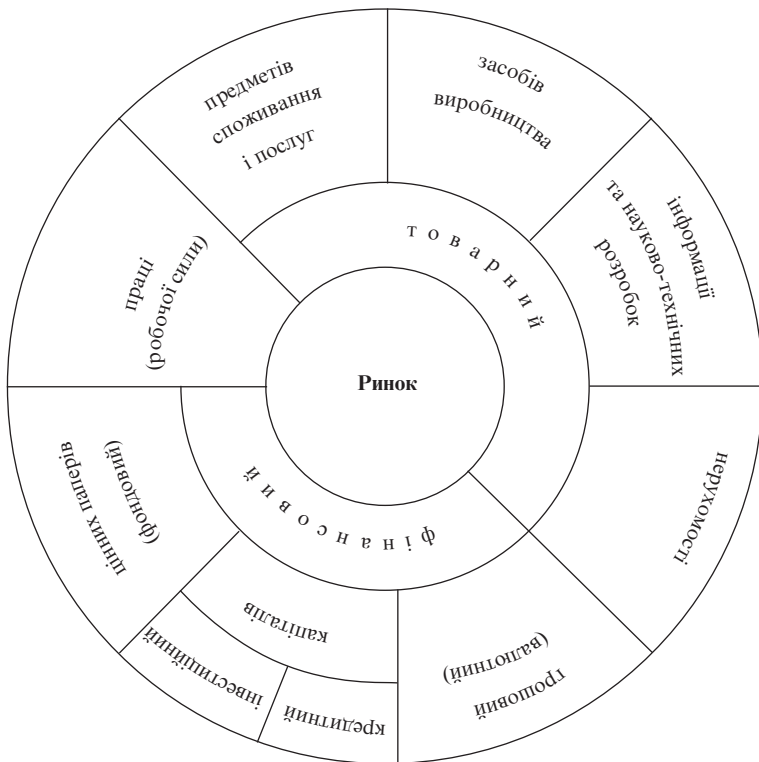 предметів
споживання
і послуг
засобів
виробництва
інформації
та науково-технічних
розробок
праці
(робочої сили)
товарний
Ринок
фінансовий
нерухомості
цінних паперів
(фондовий)
капіталів
інвестиційний
кредитний
грошовий
(валютний)